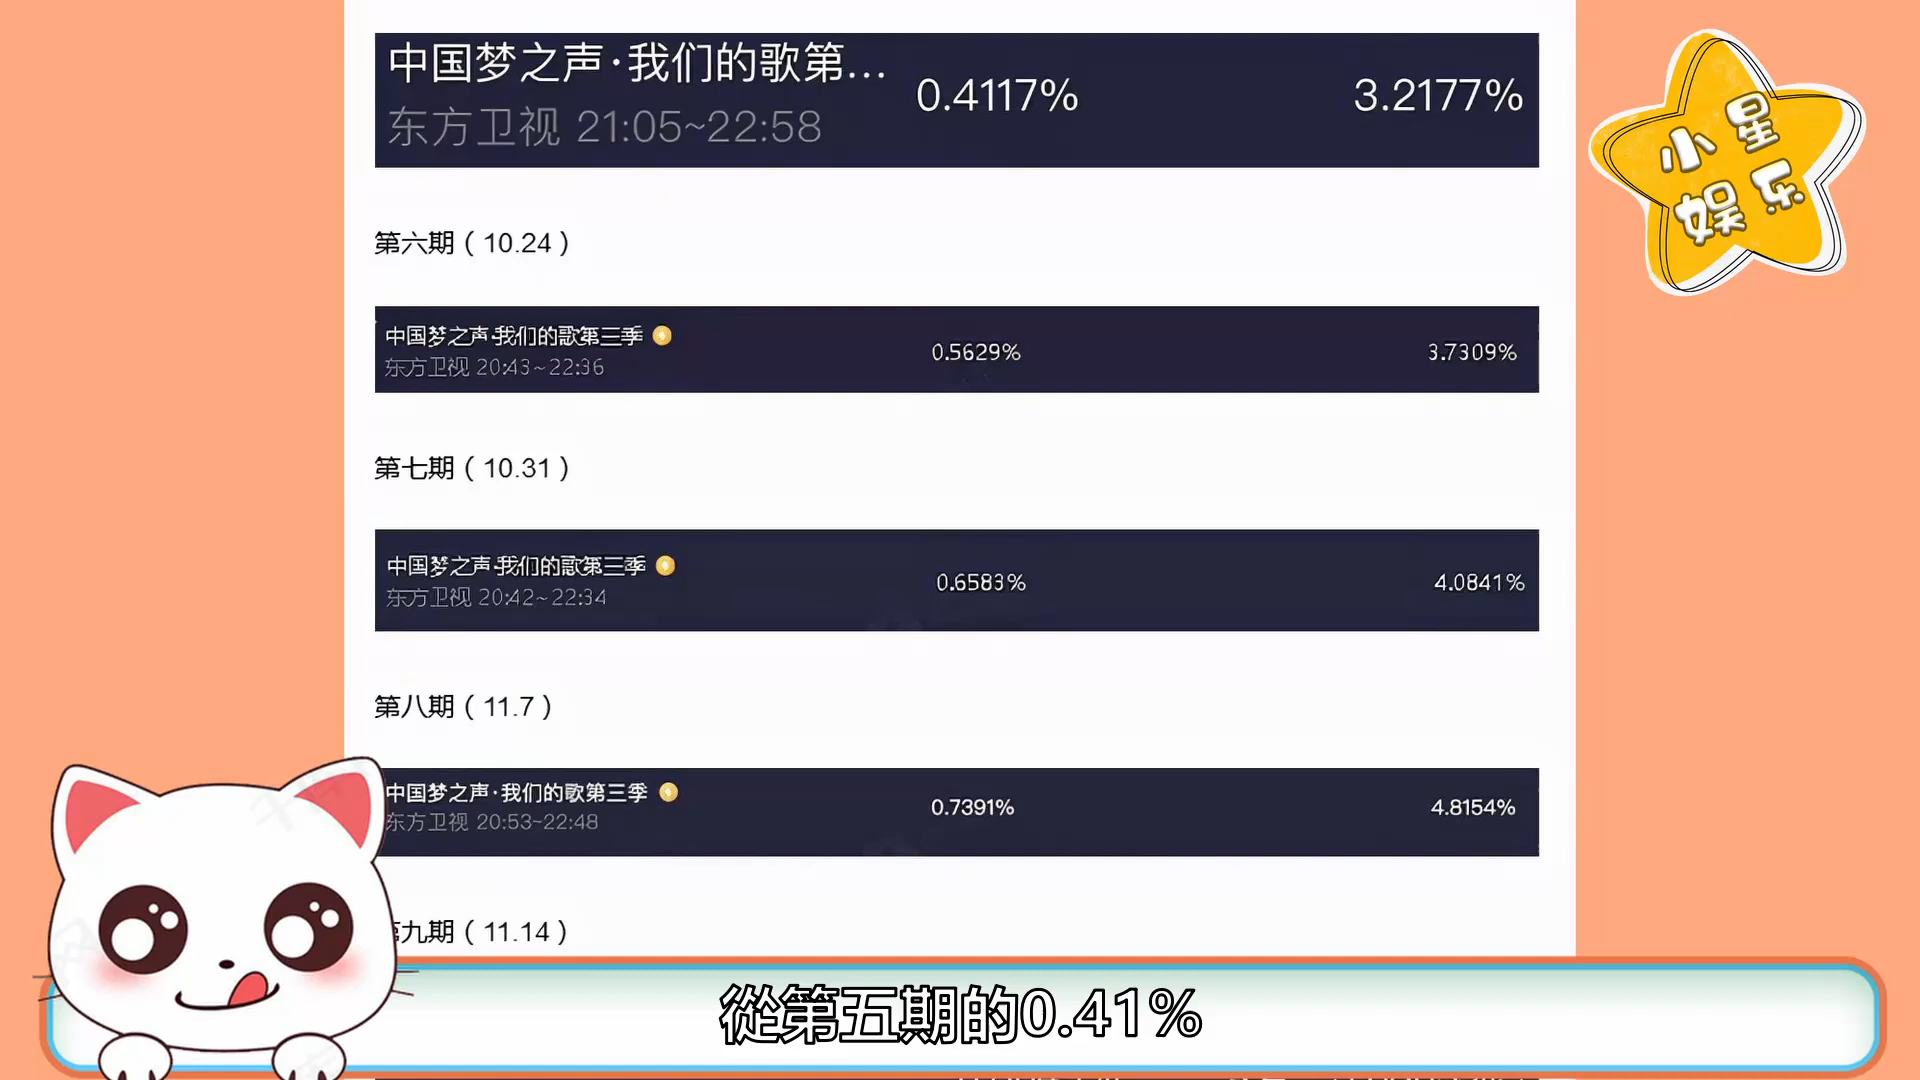 中国梦之声·我们的歌第...
东方卫视 21:05~22:58
0.4117%
3.2177%
小星
娱乐
第六期（10.24）
中国梦之声·我们的歌第三季
东方卫视 20:43~22:36
0.5629%
3.7309%
第七期（10.31）
中国梦之声·我们的歌第三季
东方卫视 20:42~22:34
0.6583%
4.0841%
第八期（11.7）
中国梦之声·我们的歌第三季
东方卫视 20:53~22:48
0.7391%
4.8154%
第九期（11.14）
從第五期的0.41%